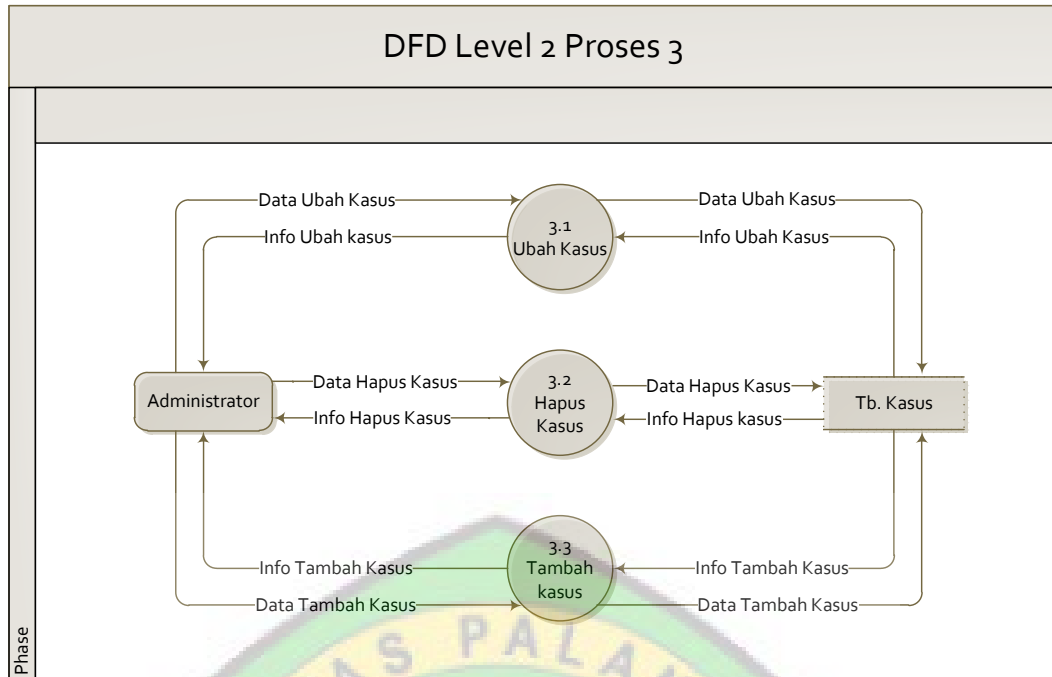 DFD Level 2 Proses 3
Data Ubah Kasus
3.1
Ubah Kasus
Data Ubah Kasus
Info Ubah kasus
Info Ubah Kasus
Administrator
Data Hapus Kasus
3.2
Hapus
Kasus
Data Hapus Kasus
Info Hapus Kasus
Info Hapus kasus
Tb. Kasus
Info Tambah Kasus
3.3
Tambah
kasus
Info Tambah Kasus
Data Tambah Kasus
Data Tambah Kasus
Phase
AS PALA